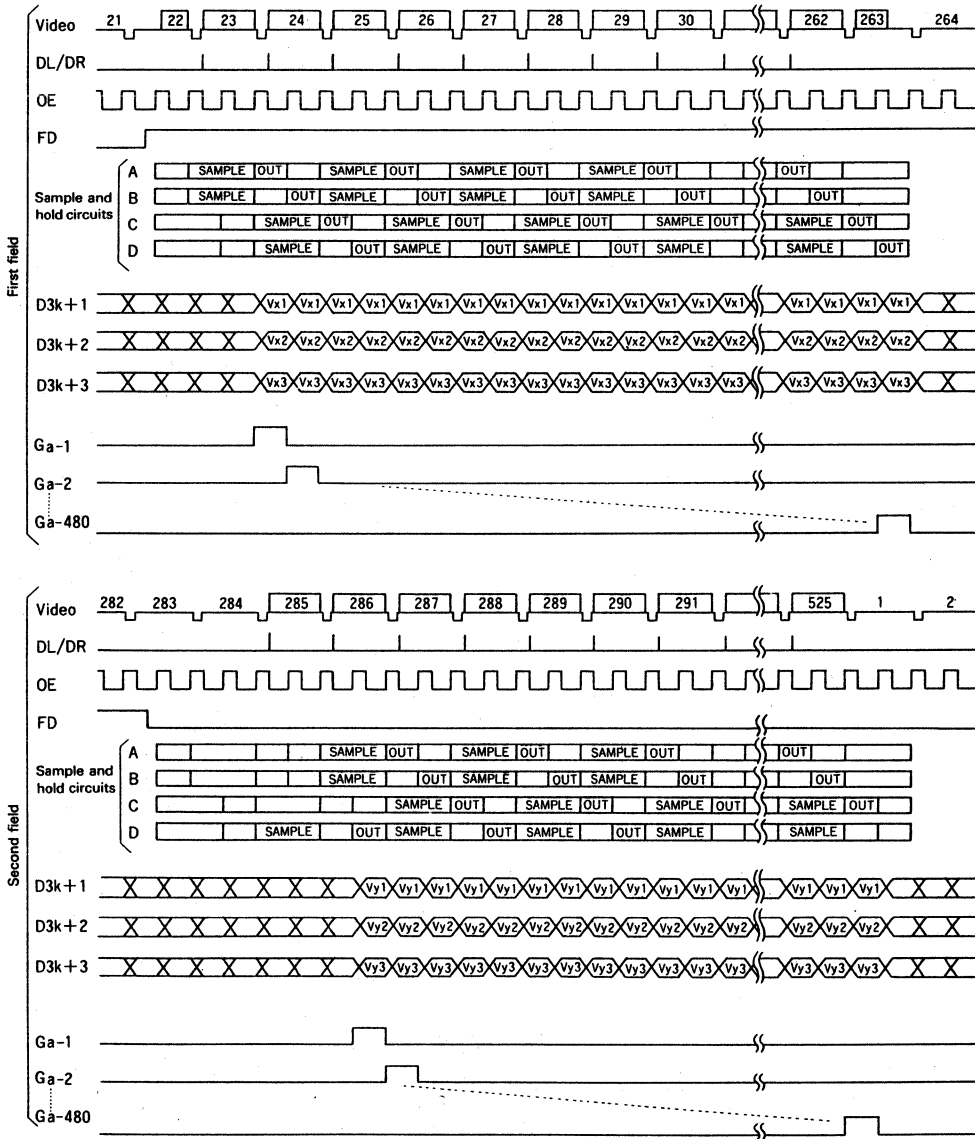 First field
Video 21 22 23 24 25 26 27 28 29 30 262 263 264
DL/DR
OE
FD
Sample and hold circuits
A SAMPLE OUT SAMPLE OUT SAMPLE OUT SAMPLE OUT OUT
B SAMPLE OUT SAMPLE OUT SAMPLE OUT SAMPLE OUT OUT
C SAMPLE OUT SAMPLE OUT SAMPLE OUT SAMPLE OUT SAMPLE OUT
D SAMPLE OUT SAMPLE OUT SAMPLE OUT SAMPLE SAMPLE OUT
D3k+1 Vx1 Vx1 Vx1 Vx1 Vx1 Vx1 Vx1 Vx1 Vx1 Vx1 Vx1 Vx1 Vx1 Vx1 Vx1 Vx1 Vx1 Vx1 Vx1
D3k+2 Vx2 Vx2 Vx2 Vx2 Vx2 Vx2 Vx2 Vx2 Vx2 Vx2 Vx2 Vx2 Vx2 Vx2 Vx2 Vx2 Vx2 Vx2 Vx2
D3k+3 Vx3 Vx3 Vx3 Vx3 Vx3 Vx3 Vx3 Vx3 Vx3 Vx3 Vx3 Vx3 Vx3 Vx3 Vx3 Vx3 Vx3 Vx3 Vx3
Ga-1
Ga-2
Ga-480
Second field
Video 282 283 284 285 286 287 288 289 290 291 525 1 2
DL/DR
OE
FD
Sample and hold circuits
A SAMPLE OUT SAMPLE OUT SAMPLE OUT OUT
B SAMPLE OUT SAMPLE OUT SAMPLE OUT OUT
C SAMPLE OUT SAMPLE OUT SAMPLE OUT SAMPLE OUT
D SAMPLE OUT SAMPLE OUT SAMPLE OUT SAMPLE SAMPLE
D3k+1 Vy1 Vy1 Vy1 Vy1 Vy1 Vy1 Vy1 Vy1 Vy1 Vy1 Vy1 Vy1 Vy1 Vy1 Vy1
D3k+2 Vy2 Vy2 Vy2 Vy2 Vy2 Vy2 Vy2 Vy2 Vy2 Vy2 Vy2 Vy2 Vy2 Vy2 Vy2
D3k+3 Vy3 Vy3 Vy3 Vy3 Vy3 Vy3 Vy3 Vy3 Vy3 Vy3 Vy3 Vy3 Vy3 Vy3 Vy3
Ga-1
Ga-2
Ga-480